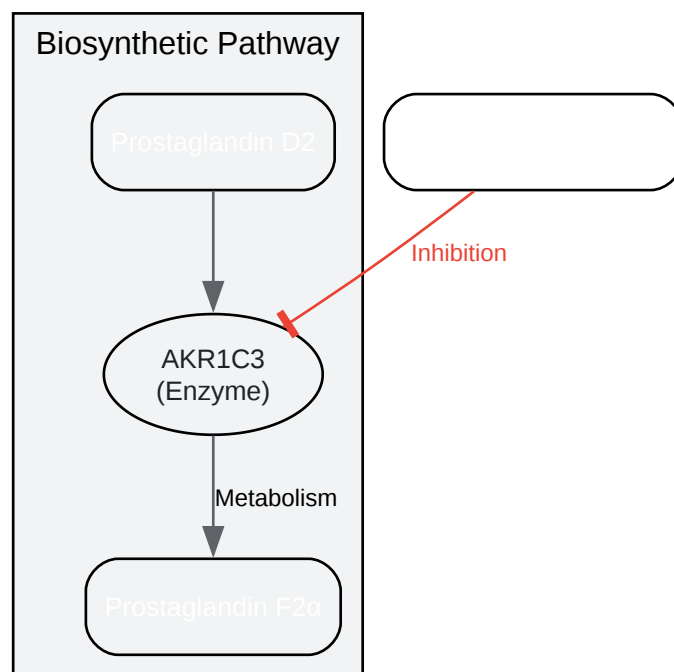 Biosynthetic Pathway
Prostaglandin D2
Inhibition
AKR1C3
(Enzyme)
Metabolism
Prostaglandin F2α